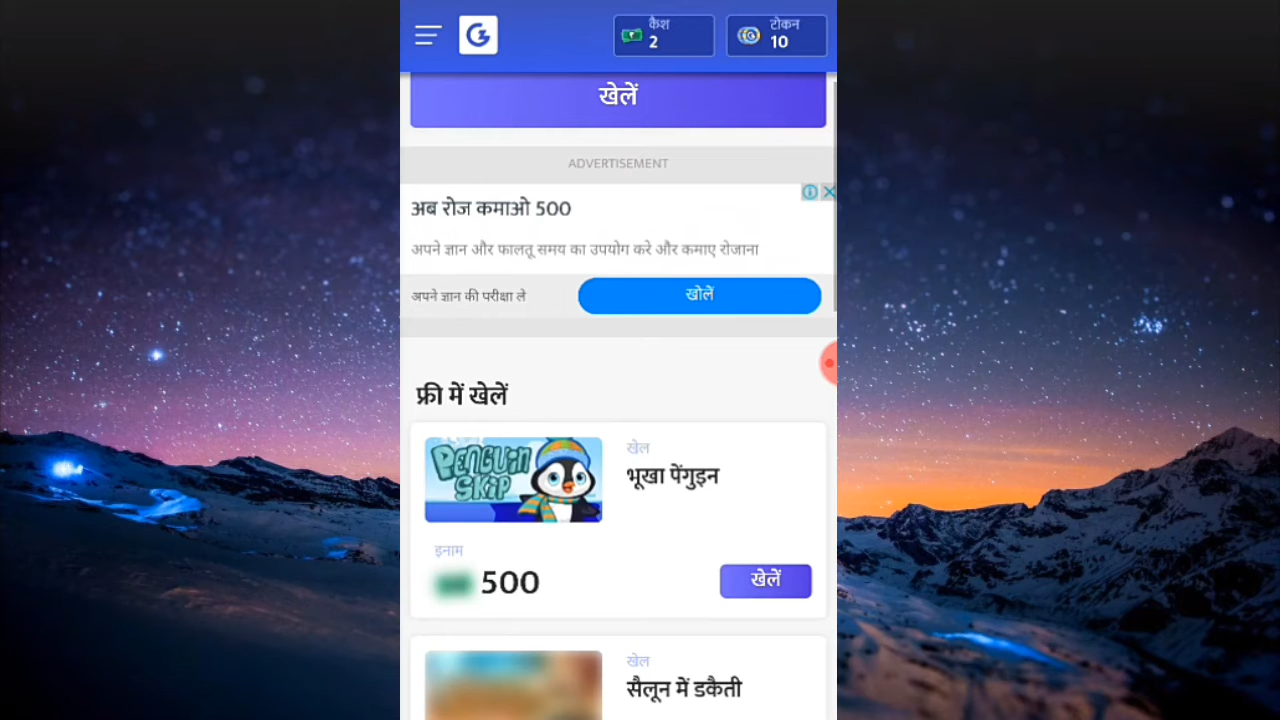 कैश
2
टोकन
10
खेलें
ADVERTISEMENT
अब रोज कमाओ 500
अपने ज्ञान और फालतू समय का उपयोग करे और कमाए रोजाना
अपने ज्ञान की परीक्षा ले
खोलें
फ्री में खेलें
PENGUIN
SKIP
खेल
भूखा पेंगुइन
इनाम
500
खेलें
खेल
सैलून में डकैती